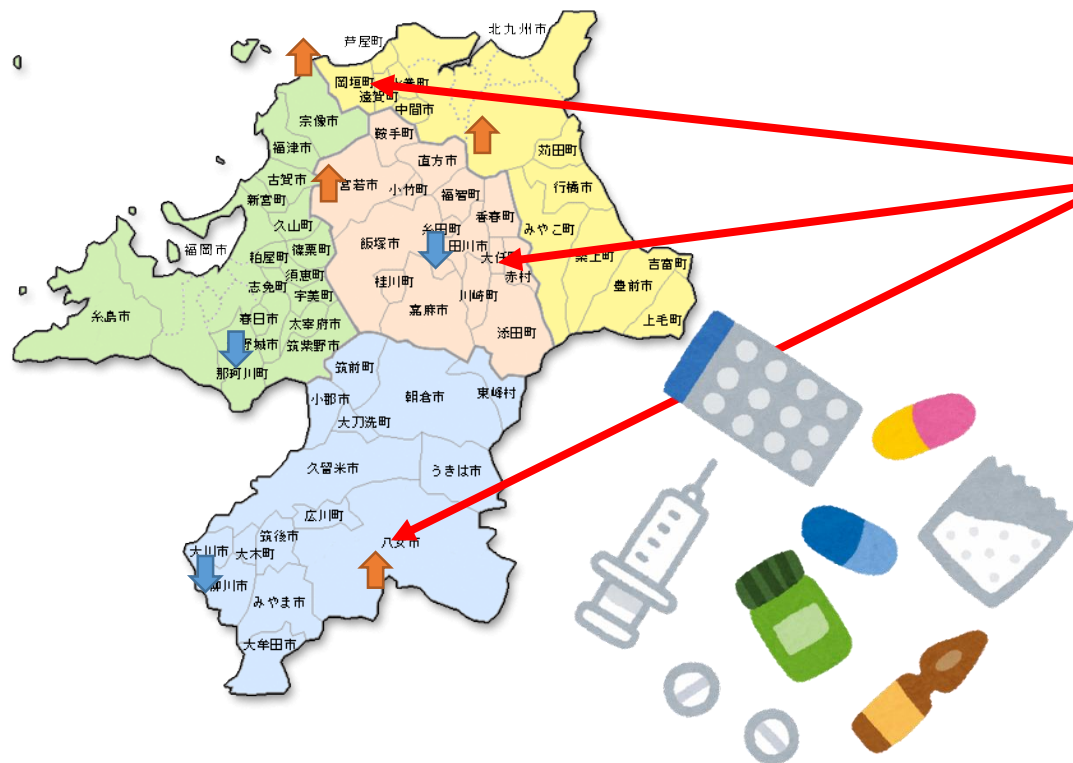 北九州市
芦屋町
岡垣町
遠賀町
中間市
宗像市
鞍手町
福津市
直方市
苅田町
古賀市
宮若市
小竹町
福智町
行橋市
新宮町
香春町
久山町
糸田町
みやこ町
福岡市
飯塚市
田川市
篠栗町
粕屋町
吉富町
須恵町
赤村
志免町
桂川町
豊前市
宇美町
川崎町
嘉麻市
糸島市
春日市
太宰府市
上毛町
添田町
筑紫野市
那珂川町
筑前町
朝倉市
東峰村
小郡市
大刀洗町
久留米市
うきは市
広川町
筑後市
八女市
大川市
大木町
柳川市
みやま市
大牟田市